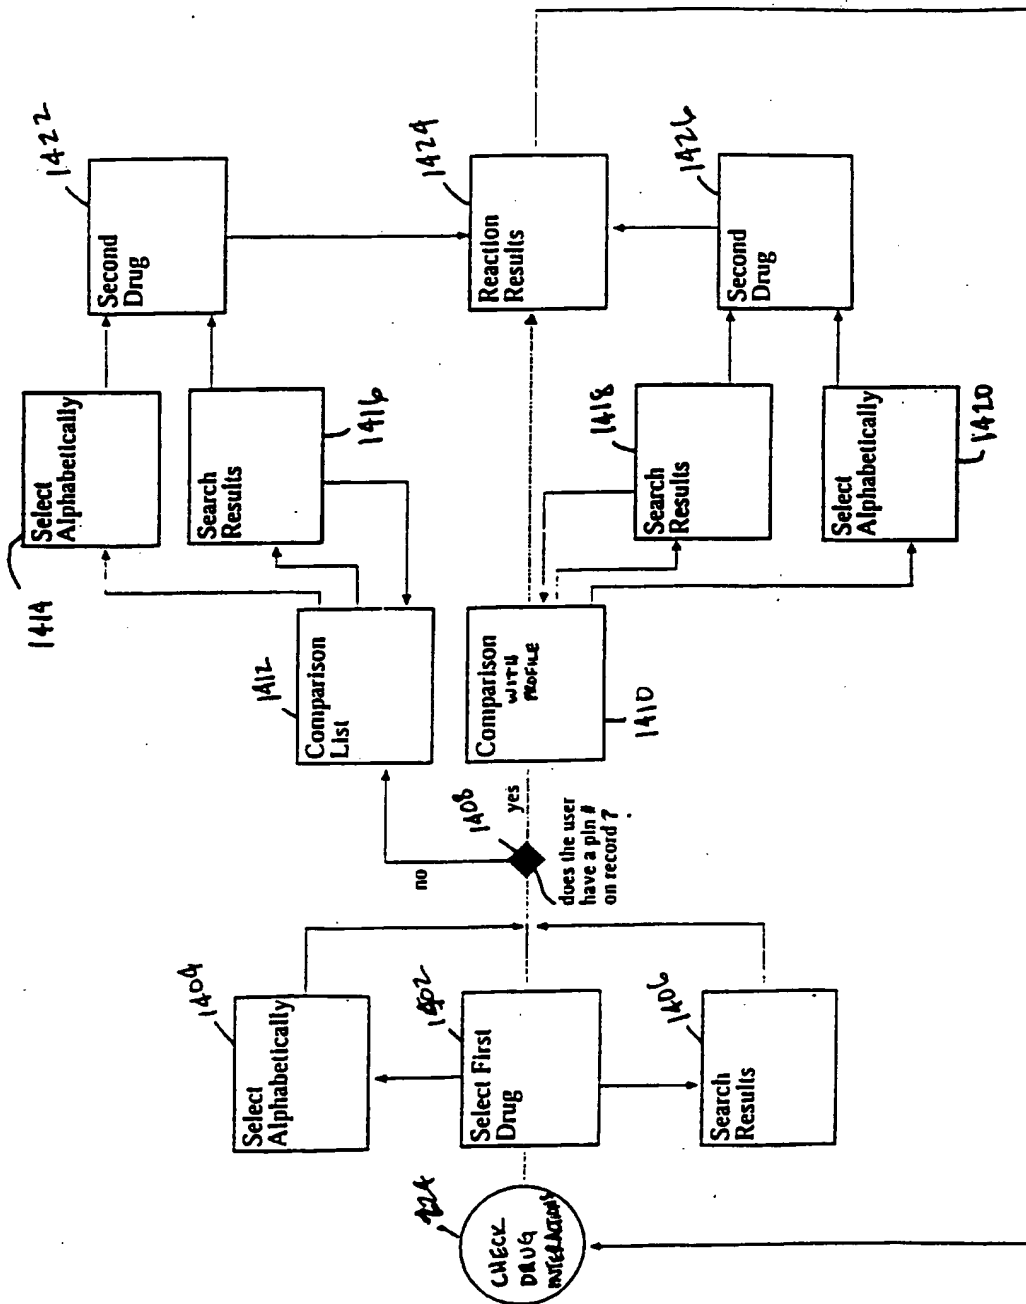 224
CHECK
DRUG
INTERACTIONS
Select
Alphabetically
1404
Select First
Drug
1402
Search
Results
1406
1408
no
yes
does the user
have a pin #
on record ?
Comparison
List
1412
Comparison
WITH
PROFILE
1410
Select
Alphabetically
1414
Search
Results
1416
Search
Results
1418
Select
Alphabetically
1420
Second
Drug
1422
Reaction
Results
1424
Second
Drug
1426